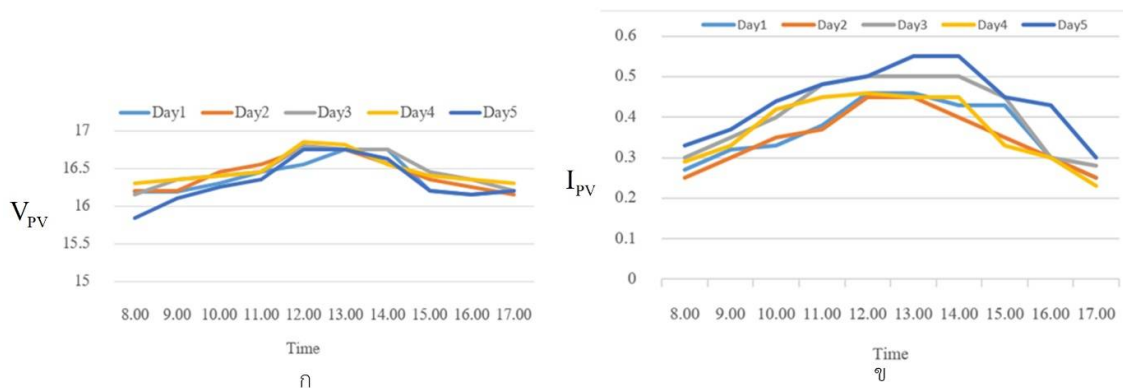 Day1 Day2 Day3 Day4 Day5
17
16.5
16
15.5
15
V_PV
8.00 9.00 10.00 11.00 12.00 13.00 14.00 15.00 16.00 17.00
Time
ก
Day1 Day2 Day3 Day4 Day5
0.6
0.5
0.4
0.3
0.2
0.1
0
I_PV
8.00 9.00 10.00 11.00 12.00 13.00 14.00 15.00 16.00 17.00
Time
ข